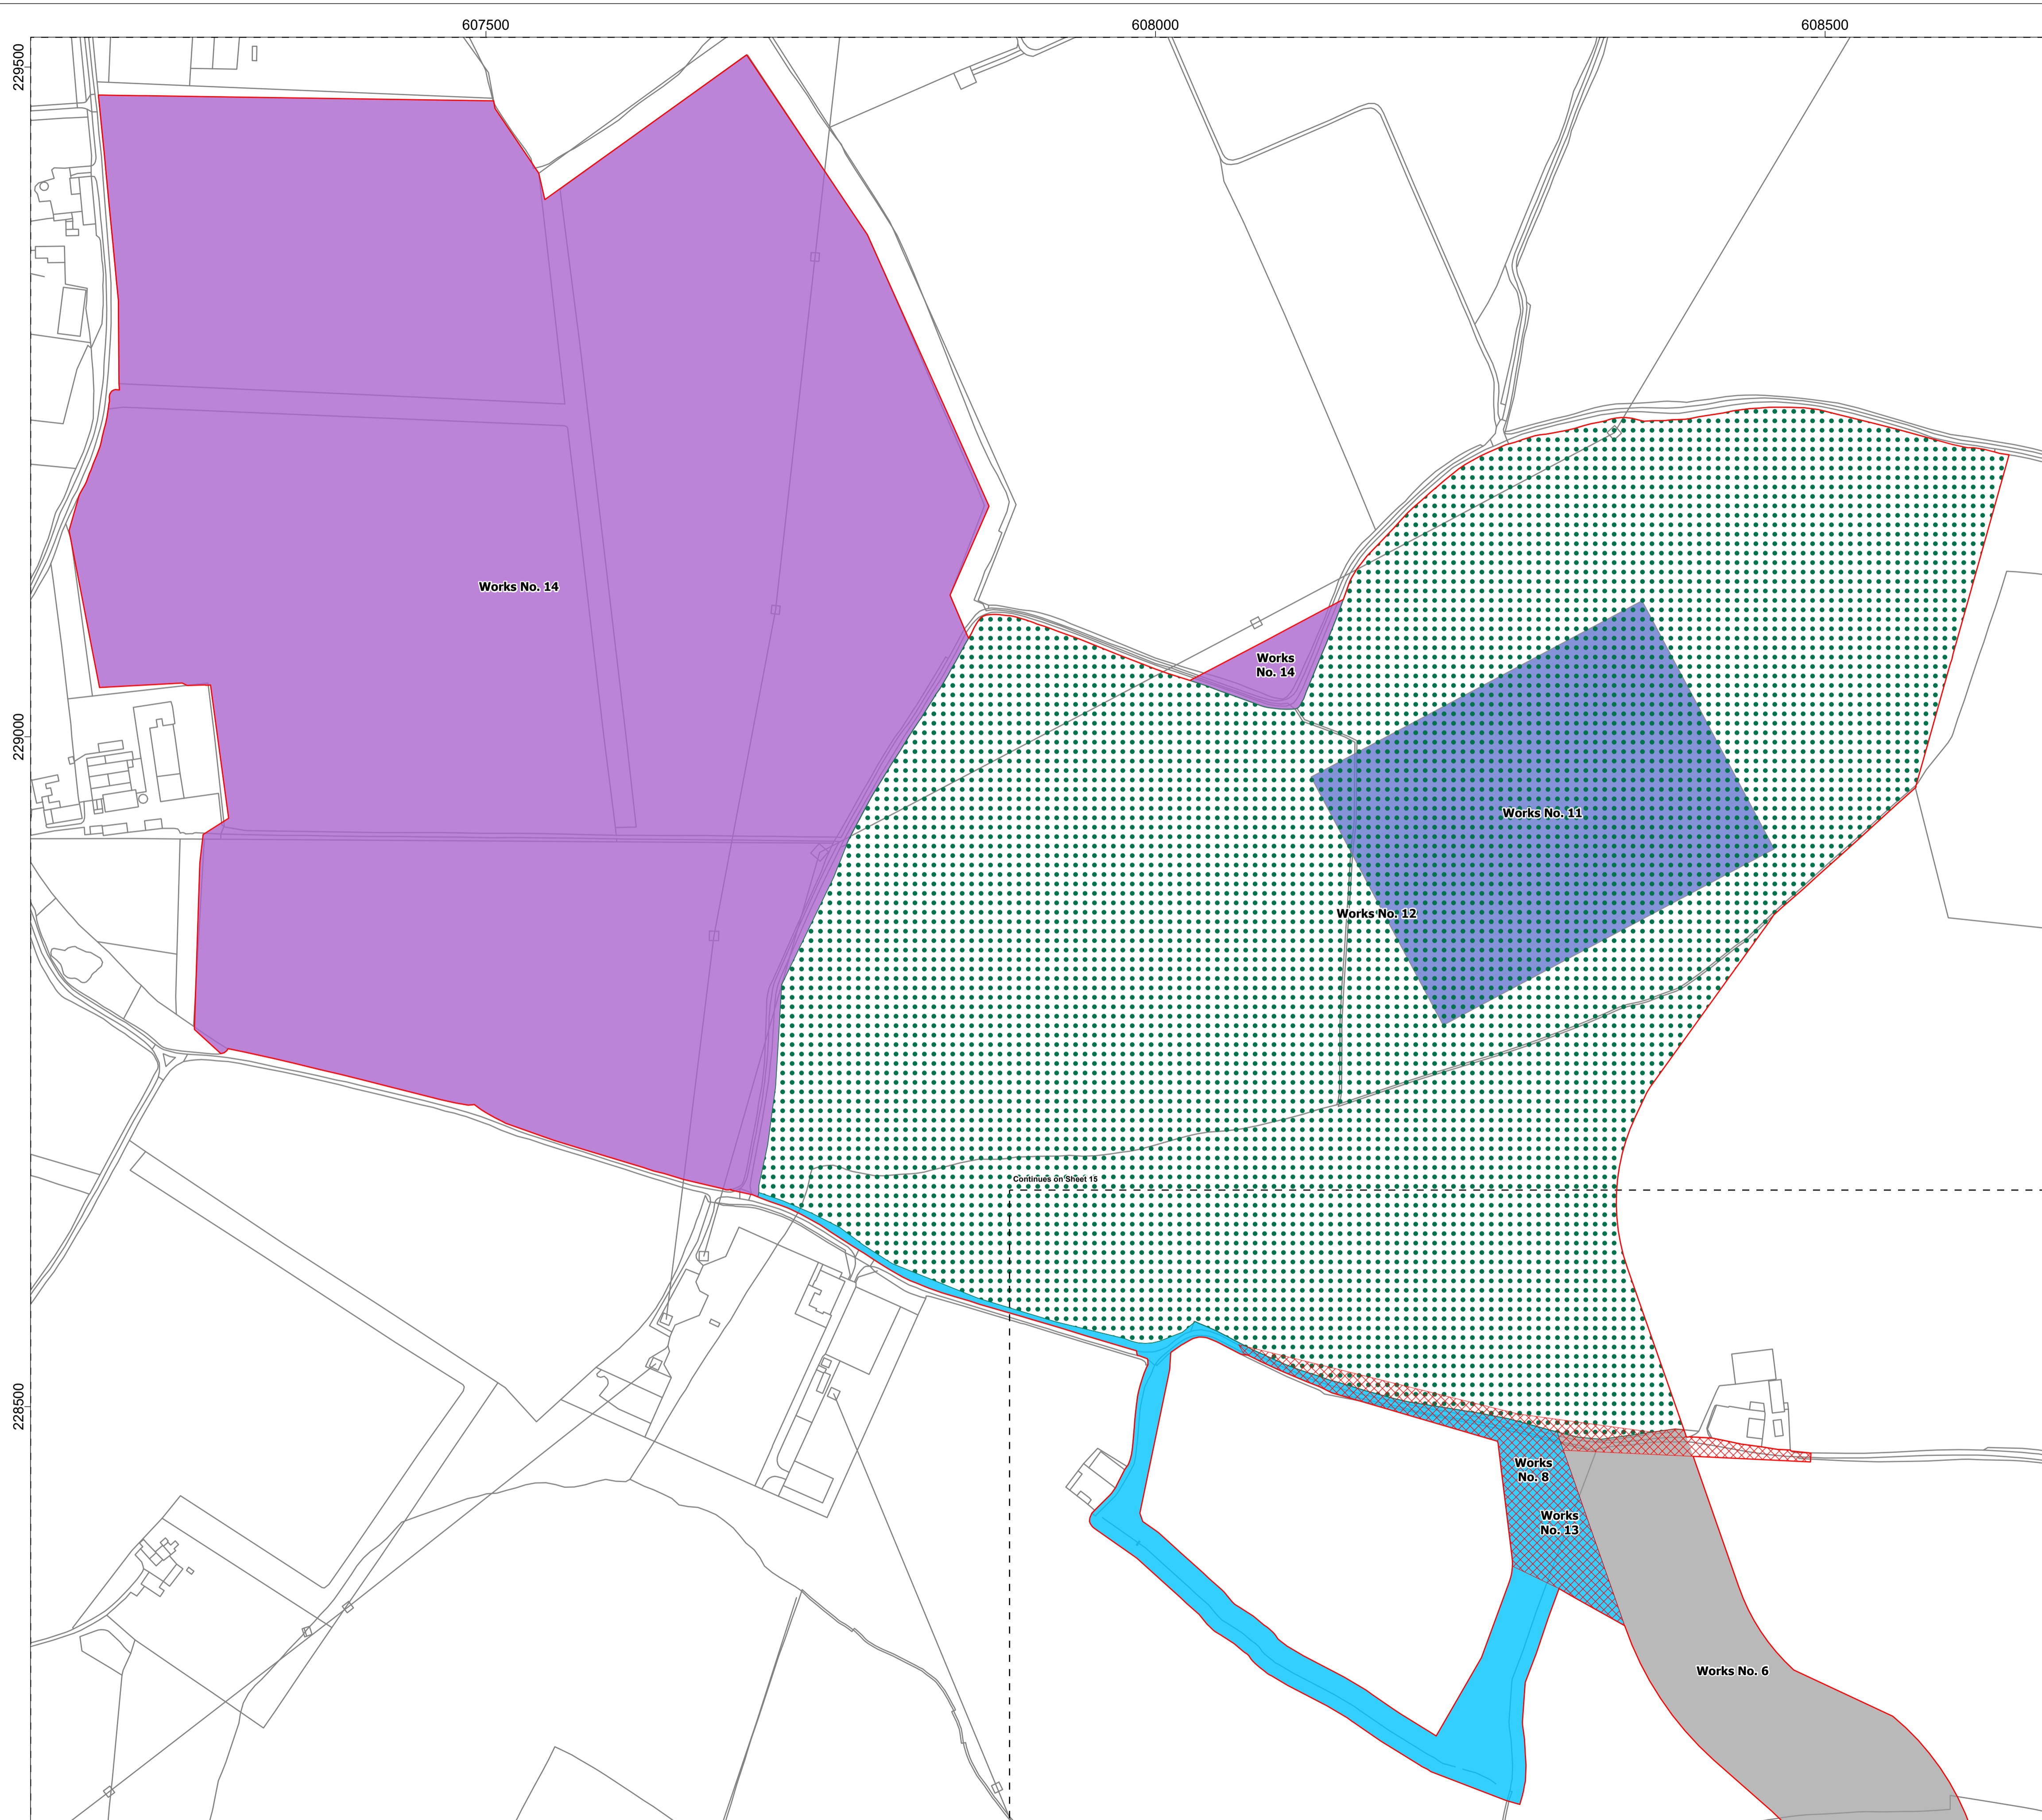 607500
608000
608500
229500
Works No. 14
Works
No. 14
229000
Works No. 11
Works No. 12
Continues on Sheet 15
228500
Works
No. 8
Works
No. 13
Works No. 6